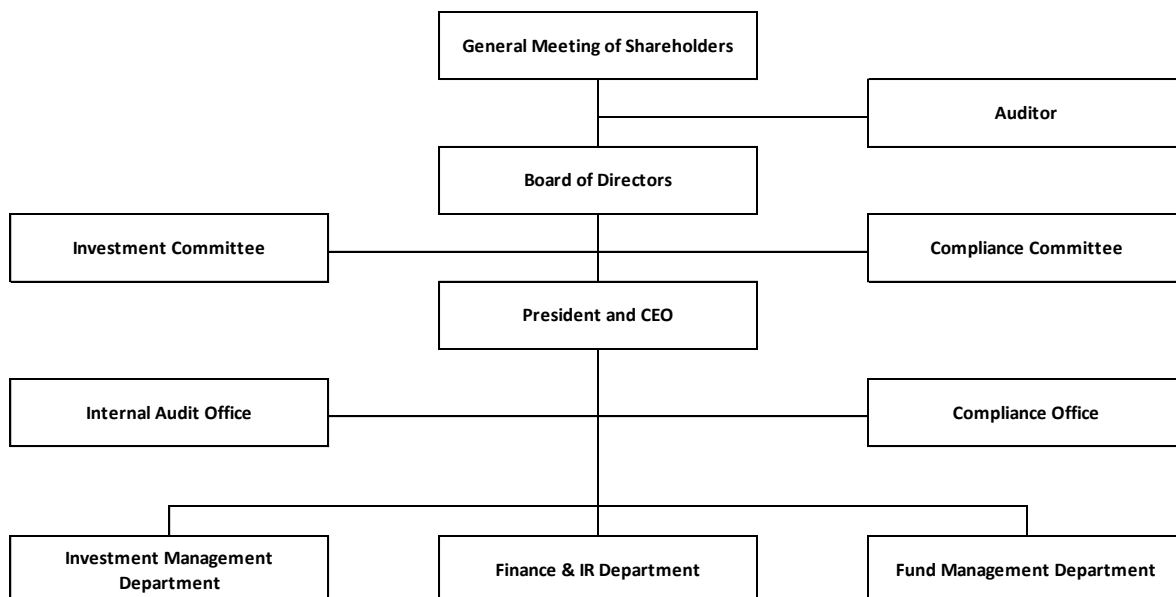 General Meeting of Shareholders
Auditor
Board of Directors
Investment Committee
Compliance Committee
President and CEO
Internal Audit Office
Compliance Office
Investment Management
Department
Finance & IR Department
Fund Management Department